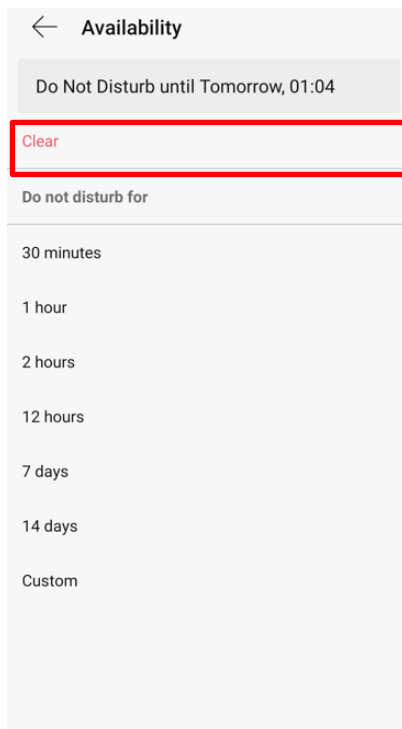 Availability
Do Not Disturb until Tomorrow, 01:04
Clear
Do not disturb for
30 minutes
1 hour
2 hours
12 hours
7 days
14 days
Custom